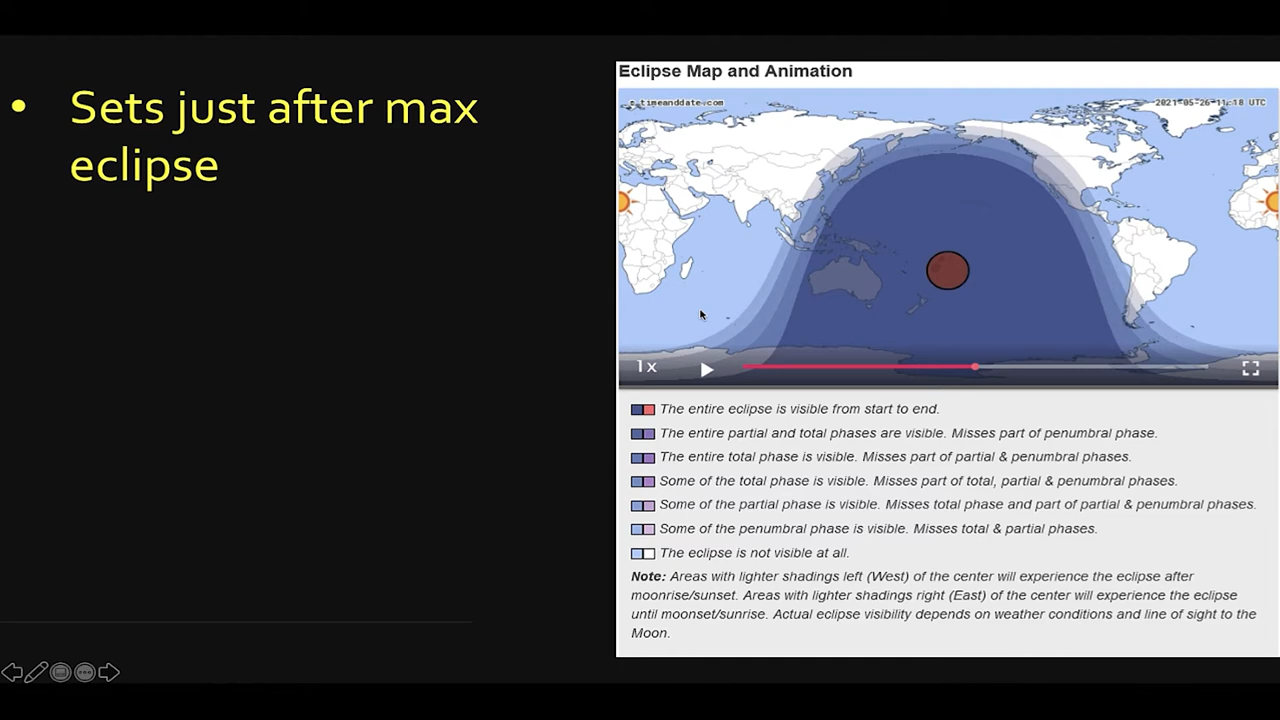 • Sets just after max
eclipse
Eclipse Map and Animation
© timeanddate.com
2021-05-26 11:18 UTC
1x
The entire eclipse is visible from start to end.
The entire partial and total phases are visible. Misses part of penumbral phase.
The entire total phase is visible. Misses part of partial & penumbral phases.
Some of the total phase is visible. Misses part of total, partial & penumbral phases.
Some of the partial phase is visible. Misses total phase and part of partial & penumbral phases.
Some of the penumbral phase is visible. Misses total & partial phases.
The eclipse is not visible at all.
Note: Areas with lighter shadings left (West) of the center will experience the eclipse after
moonrise/sunset. Areas with lighter shadings right (East) of the center will experience the eclipse
until moonset/sunrise. Actual eclipse visibility depends on weather conditions and line of sight to the
Moon.